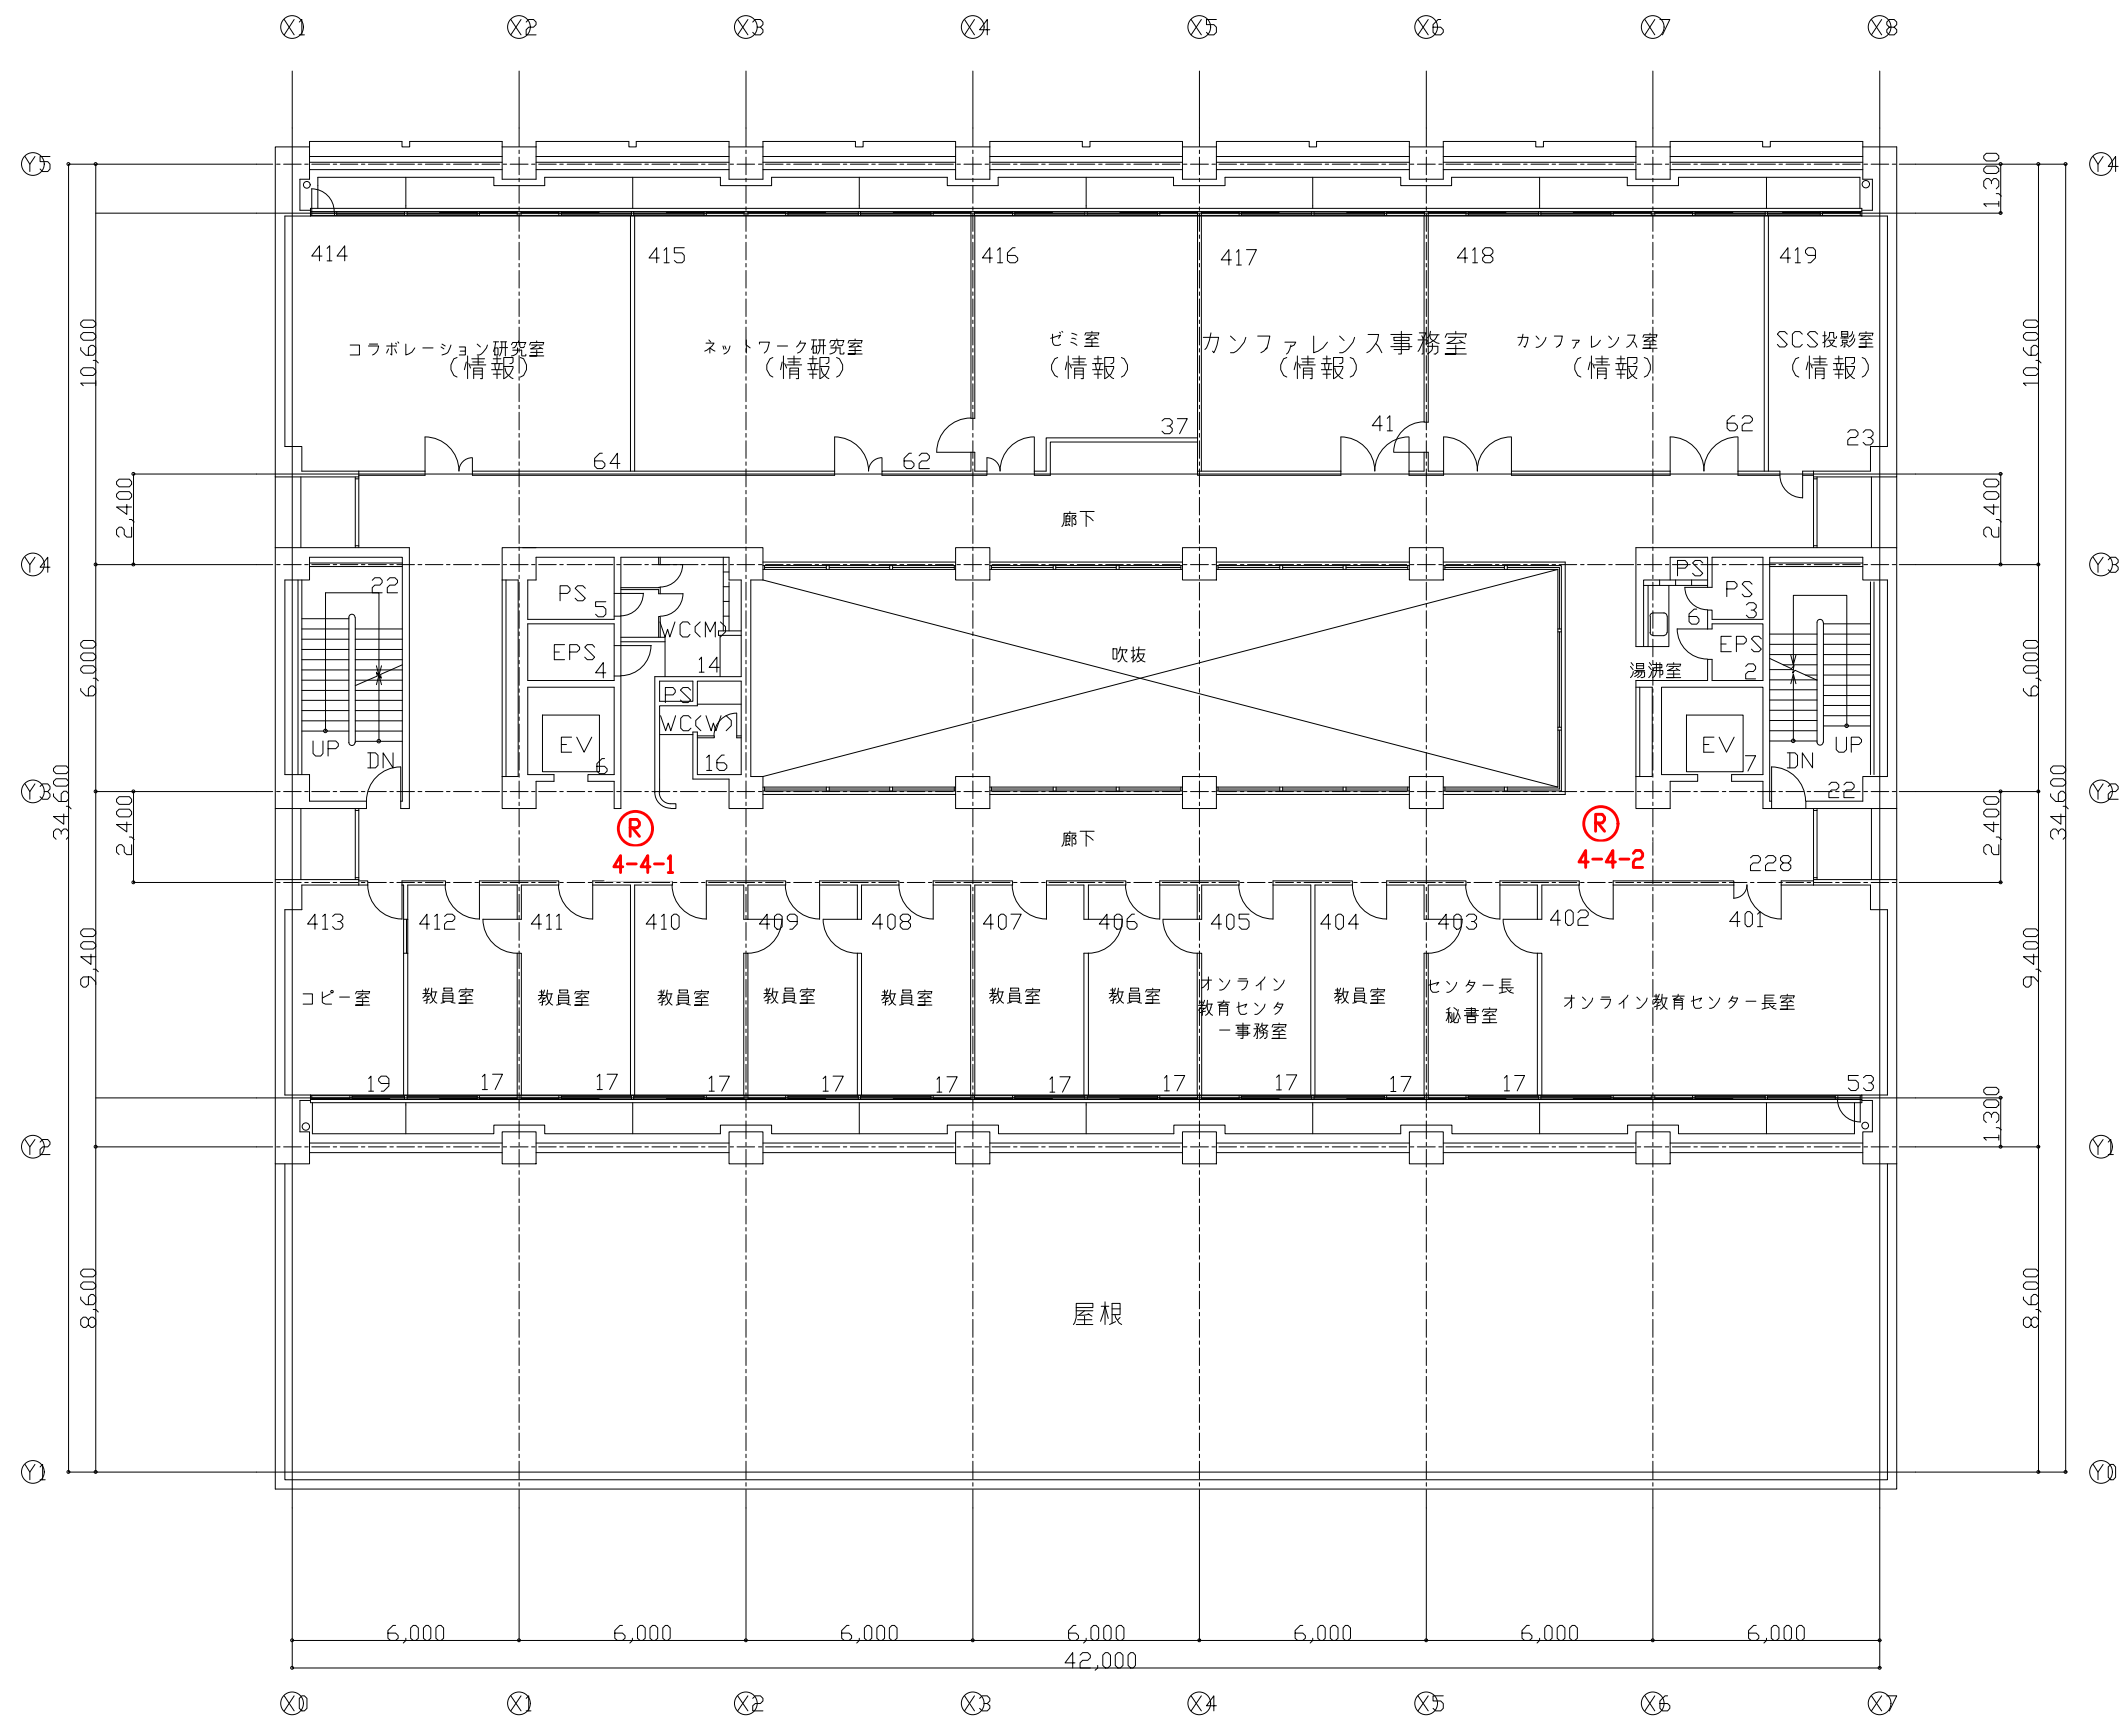 X1 X2 X3 X4 X5 X6 X7 X8
Y5
Y4
1,300
414
415
416
417
418
419
コラボレーション研究室
(情報)
ネットワーク研究室
(情報)
ゼミ室
(情報)
カンファレンス事務室
(情報)
カンファレンス室
(情報)
SCS投影室
(情報)
10,600
10,600
64
62
37
41
62
23
2,400
2,400
廊下
Y4
Y3
22
PS
5
WC(M)
14
EPS
4
PS
WC(W)
16
EV
6
UP
DN
吹抜
PS
PS
3
6
EPS
2
湯沸室
EV
7
DN
UP
22
6,000
6,000
34,600
34,600
Y3
Y2
2,400
2,400
R
4-4-1
廊下
R
4-4-2
228
413
412
411
410
409
408
407
406
405
404
403
402
401
コピー室
教員室
教員室
教員室
教員室
教員室
教員室
教員室
オンライン
教育センタ
ー事務室
教員室
センター長
秘書室
オンライン教育センター長室
9,400
9,400
19
17
17
17
17
17
17
17
17
17
17
53
1,300
Y2
Y1
8,600
8,600
屋根
Y1
Y0
6,000 6,000 6,000 6,000 6,000 6,000 6,000
42,000
X0 X1 X2 X3 X4 X5 X6 X7